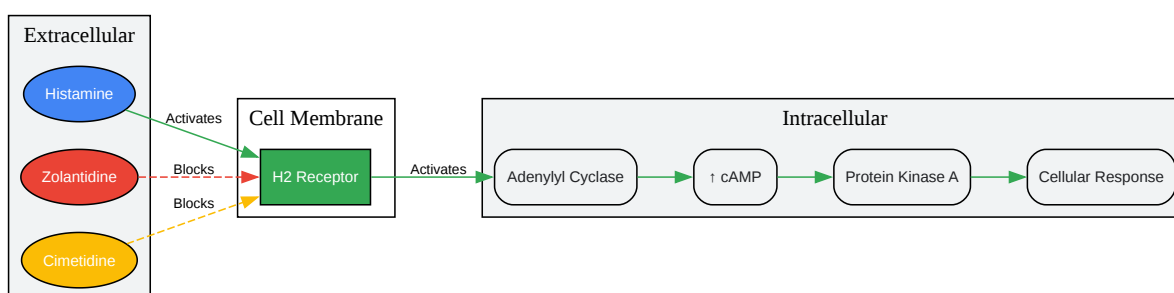 Extracellular
Histamine
Activates
Zolantidine
Blocks
Blocks
Cimetidine
Cell Membrane
H2 Receptor
Activates
Intracellular
Adenylyl Cyclase
↑ cAMP
Protein Kinase A
Cellular Response